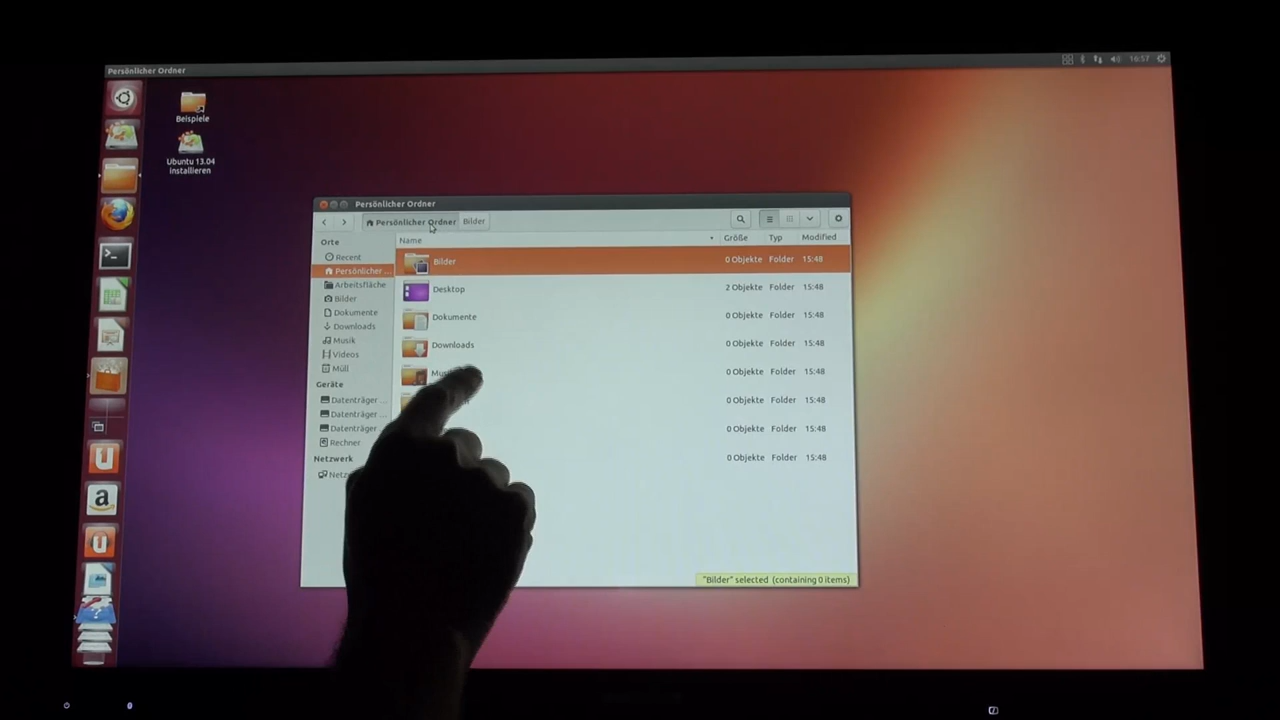 Persönlicher Ordner
16:57
Beispiele
Ubuntu 13.04
installieren
Persönlicher Ordner
Persönlicher Ordner Bilder
Orte
Name Größe Typ Modified
Recent
Bilder 0 Objekte Folder 15:48
Persönlicher ...
Arbeitsfläche
Desktop 2 Objekte Folder 15:48
Bilder
Dokumente
Dokumente 0 Objekte Folder 15:48
Downloads
Musik
Downloads 0 Objekte Folder 15:48
Videos
Müll
0 Objekte Folder 15:48
Geräte
Datenträger ...
0 Objekte Folder 15:48
Datenträger ...
Datenträger ...
0 Objekte Folder 15:48
Rechner
Netzwerk
0 Objekte Folder 15:48
"Bilder" selected (containing 0 items)